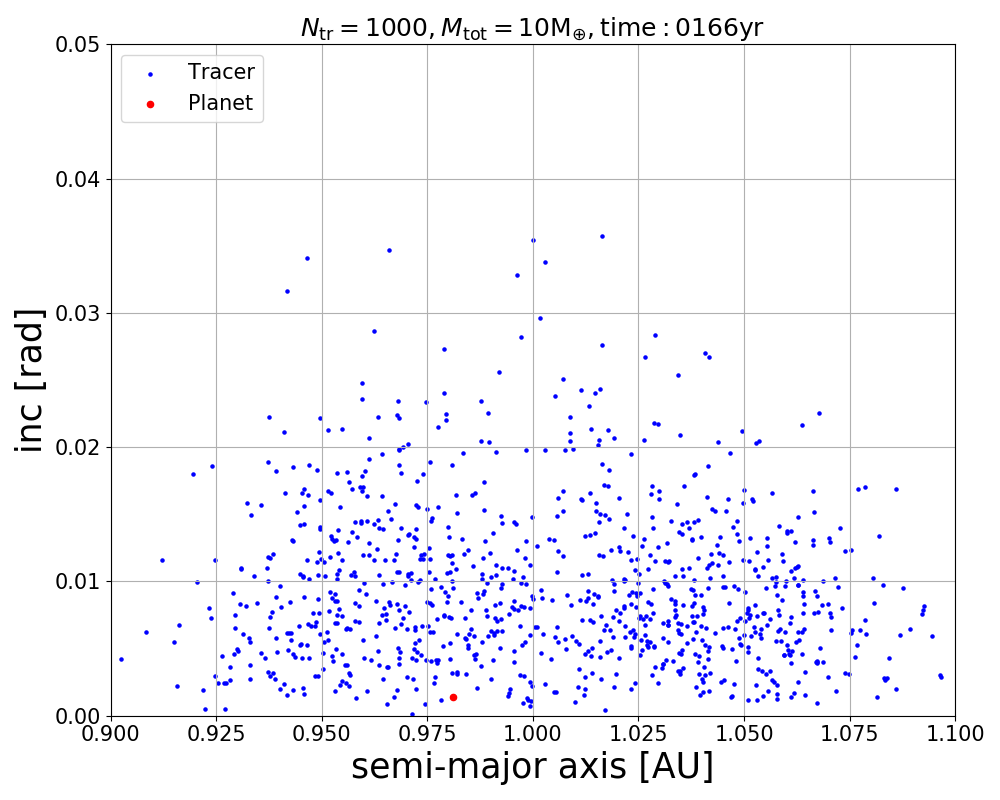 N_tr = 1000, M_tot = 10M_⊕, time : 0166yr
Tracer
Planet
0.05
0.04
0.03
0.02
0.01
0.00
inc [rad]
0.900 0.925 0.950 0.975 1.000 1.025 1.050 1.075 1.100
semi-major axis [AU]